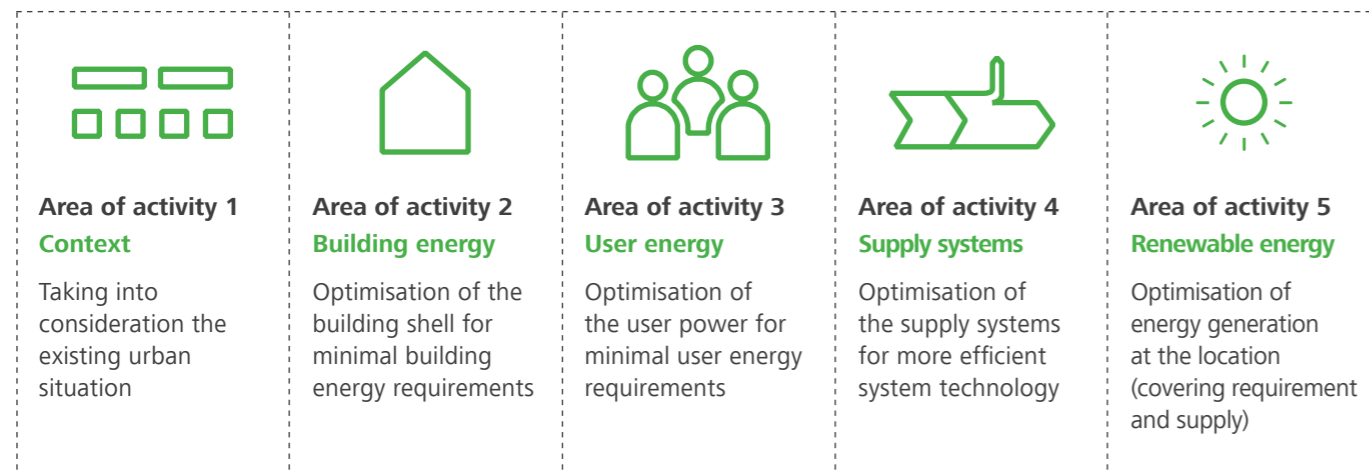 Area of activity 1
Context
Taking into
consideration the
existing urban
situation
Area of activity 2
Building energy
Optimisation of the
building shell for
minimal building
energy requirements
Area of activity 3
User energy
Optimisation of
the user power for
minimal user energy
requirements
Area of activity 4
Supply systems
Optimisation of
the supply systems
for more efficient
system technology
Area of activity 5
Renewable energy
Optimisation of
energy generation
at the location
(covering requirement
and supply)